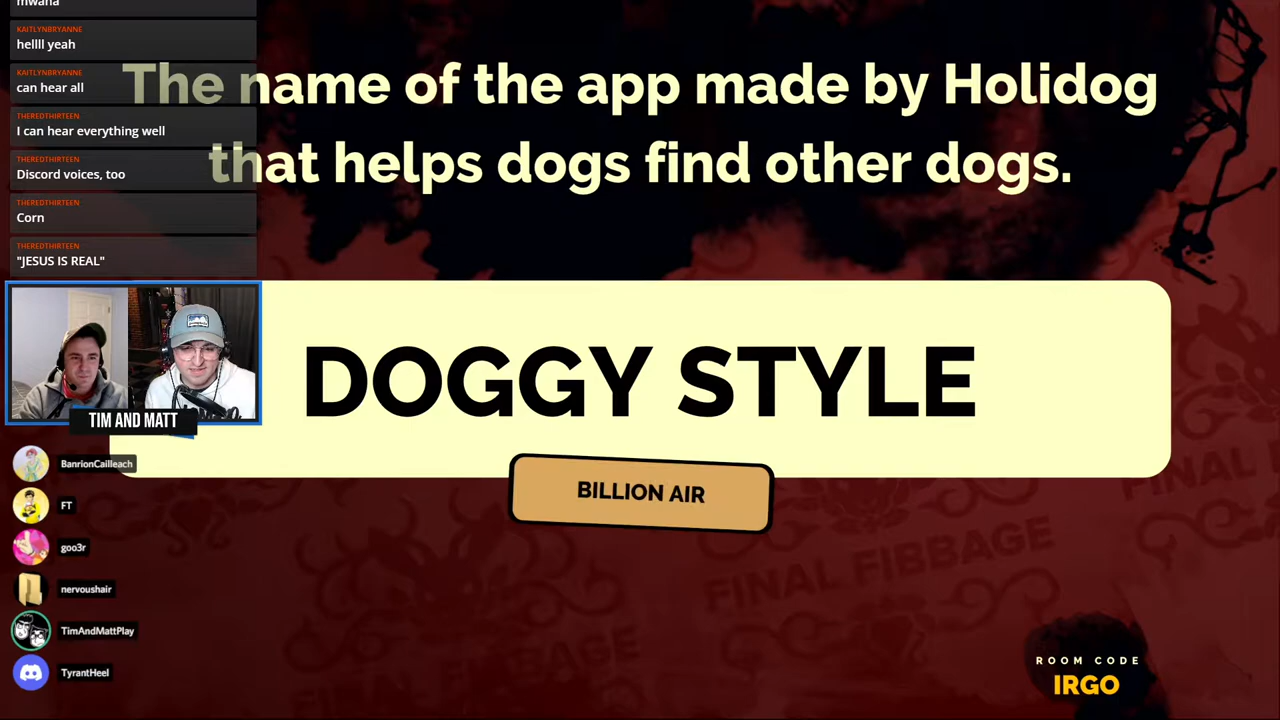 mwana
KAITLYNBRYANNE
hellll yeah
KAITLYNBRYANNE
can hear all
THEREDTHIRTEEN
I can hear everything well
THEREDTHIRTEEN
Discord voices, too
THEREDTHIRTEEN
Corn
THEREDTHIRTEEN
"JESUS IS REAL"
The name of the app made by Holidog
that helps dogs find other dogs.
DOGGY STYLE
BILLION AIR
TIM AND MATT
BanrionCailleach
FT
goo3r
nervoushair
TimAndMattPlay
TyrantHeel
FINAL FIBBAGE
ROOM CODE
IRGO